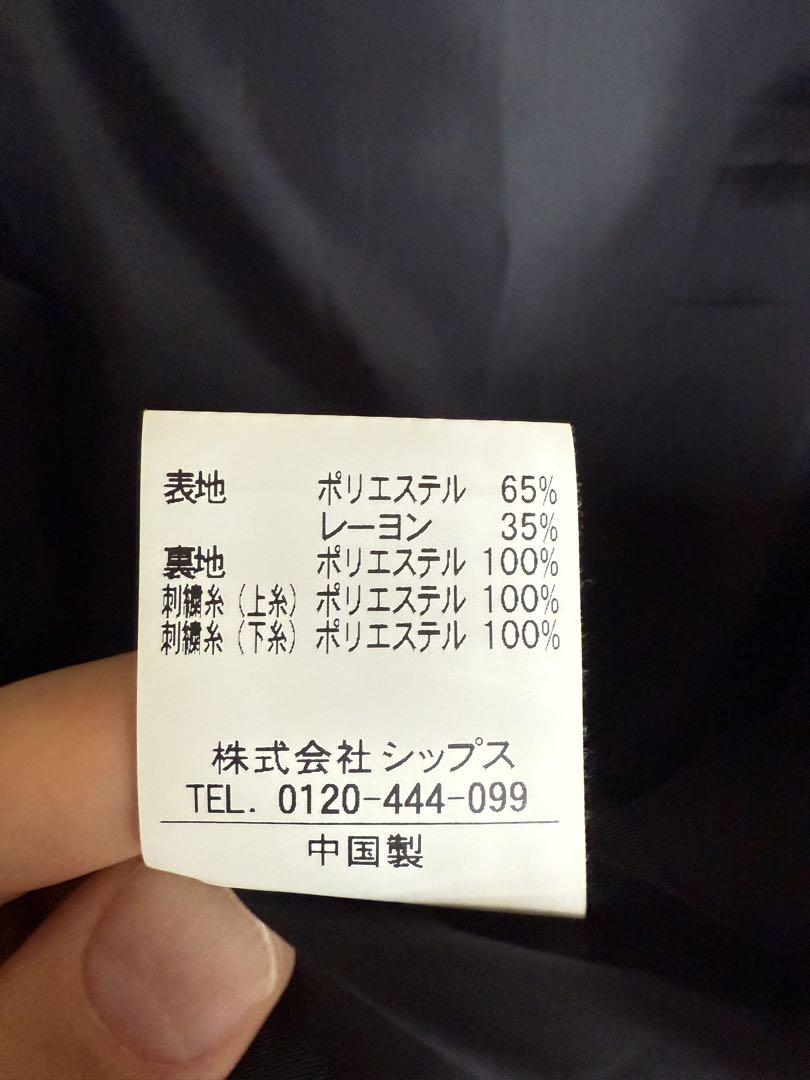 表地 ポリエステル 65%
レーヨン 35%
裏地 ポリエステル 100%
刺繍糸(上糸) ポリエステル 100%
刺繍糸(下糸) ポリエステル 100%
株式会社シップス
TEL. 0120-444-099
中国製